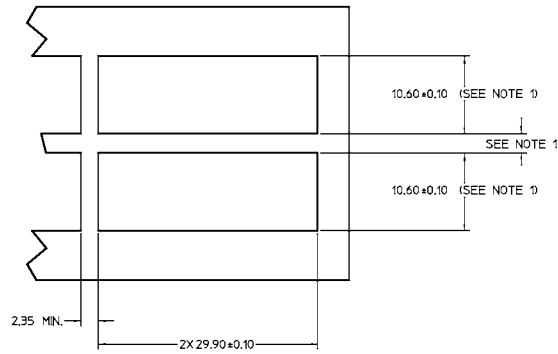 10.60±0.10 (SEE NOTE 1)
SEE NOTE 1
10.60±0.10 (SEE NOTE 1)
2.35 MIN.
2X 29.90±0.10